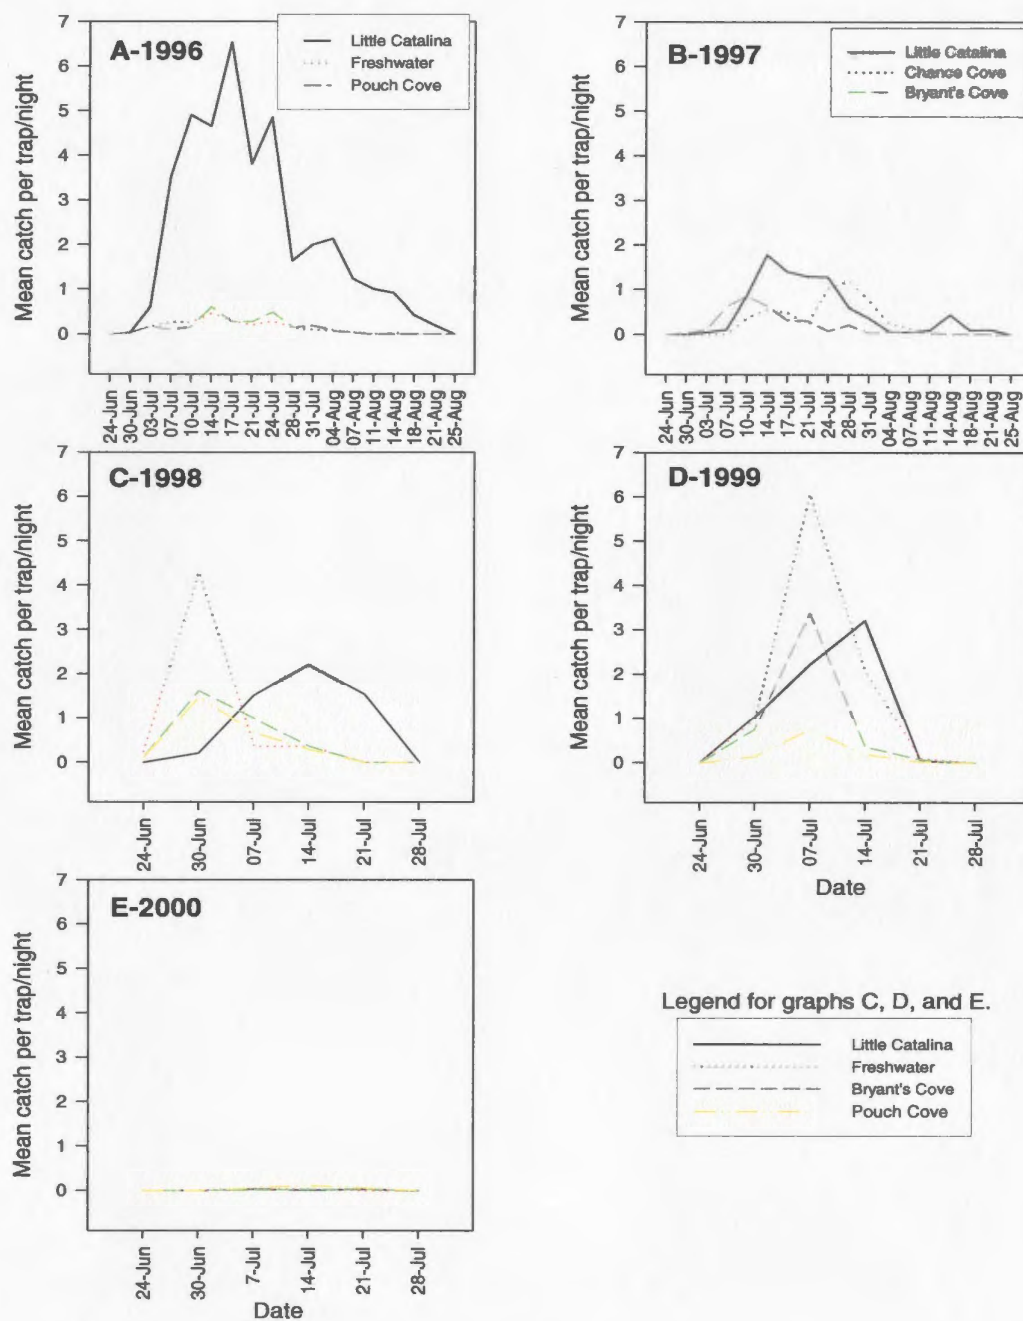 A-1996
Little Catalina
Freshwater
Pouch Cove
Mean catch per trap/night
7
6
5
4
3
2
1
0
24-Jun
30-Jun
03-Jul
07-Jul
10-Jul
14-Jul
17-Jul
21-Jul
24-Jul
28-Jul
31-Jul
04-Aug
07-Aug
11-Aug
14-Aug
18-Aug
21-Aug
25-Aug
B-1997
Little Catalina
Chance Cove
Bryant's Cove
Mean catch per trap/night
7
6
5
4
3
2
1
0
24-Jun
30-Jun
03-Jul
07-Jul
10-Jul
14-Jul
17-Jul
21-Jul
24-Jul
28-Jul
31-Jul
04-Aug
07-Aug
11-Aug
14-Aug
18-Aug
21-Aug
25-Aug
C-1998
Mean catch per trap/night
7
6
5
4
3
2
1
0
24-Jun
30-Jun
07-Jul
14-Jul
21-Jul
28-Jul
D-1999
Mean catch per trap/night
7
6
5
4
3
2
1
0
24-Jun
30-Jun
07-Jul
14-Jul
21-Jul
28-Jul
Date
E-2000
Mean catch per trap/night
7
6
5
4
3
2
1
0
24-Jun
30-Jun
7-Jul
14-Jul
21-Jul
28-Jul
Date
Legend for graphs C, D, and E.
Little Catalina
Freshwater
Bryant's Cove
Pouch Cove